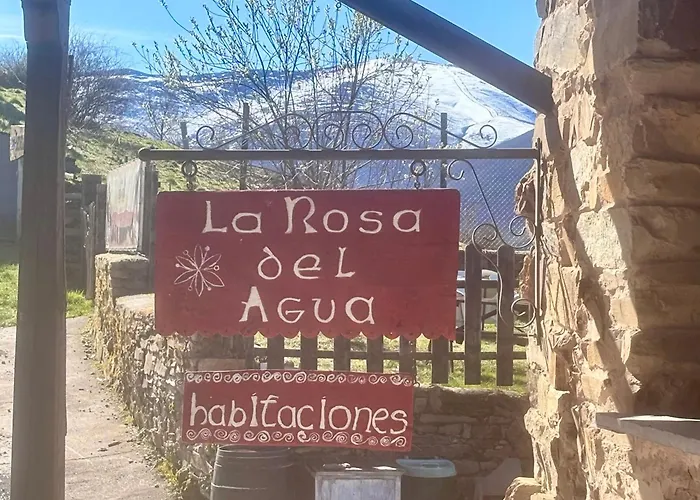 La Rosa
del
Agua
habitaciones